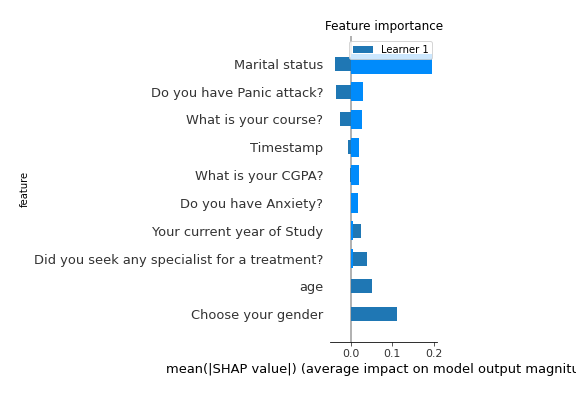 Feature importance
Learner 1
Marital status
Do you have Panic attack?
What is your course?
Timestamp
What is your CGPA?
Do you have Anxiety?
Your current year of Study
Did you seek any specialist for a treatment?
age
Choose your gender
feature
0.0 0.1 0.2
mean(|SHAP value|) (average impact on model output magnitu